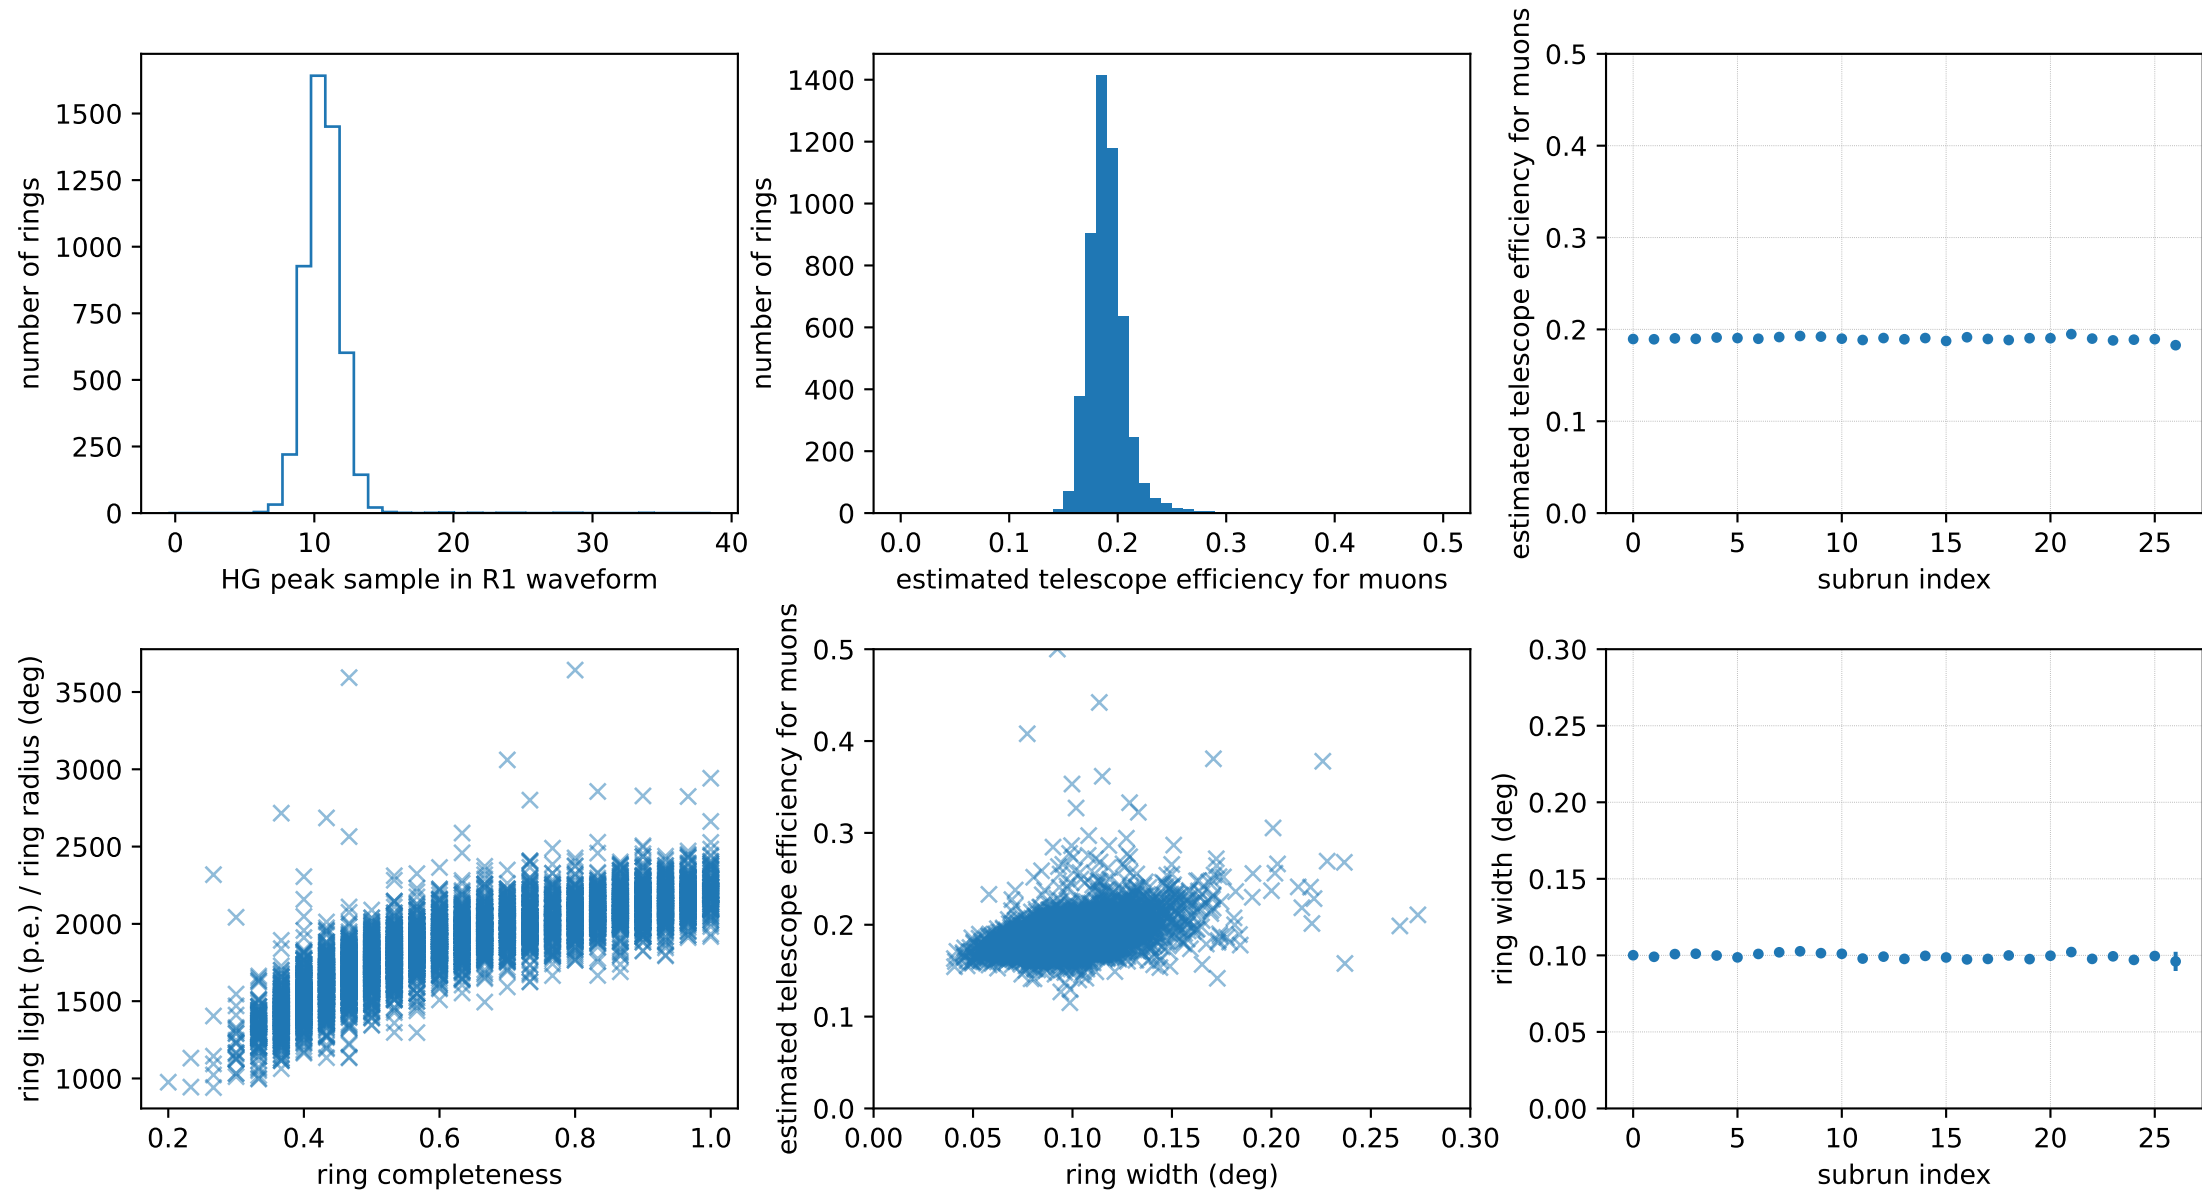 number of rings
1500
1250
1000
750
500
250
0
0 10 20 30 40
HG peak sample in R1 waveform
number of rings
1400
1200
1000
800
600
400
200
0
0.0 0.1 0.2 0.3 0.4 0.5
estimated telescope efficiency for muons
estimated telescope efficiency for muons
0.5
0.4
0.3
0.2
0.1
0.0
0 5 10 15 20 25
subrun index
ring light (p.e.) / ring radius (deg)
3500
3000
2500
2000
1500
1000
0.2 0.4 0.6 0.8 1.0
ring completeness
estimated telescope efficiency for muons
0.5
0.4
0.3
0.2
0.1
0.0
0.00 0.05 0.10 0.15 0.20 0.25 0.30
ring width (deg)
ring width (deg)
0.30
0.25
0.20
0.15
0.10
0.05
0.00
0 5 10 15 20 25
subrun index